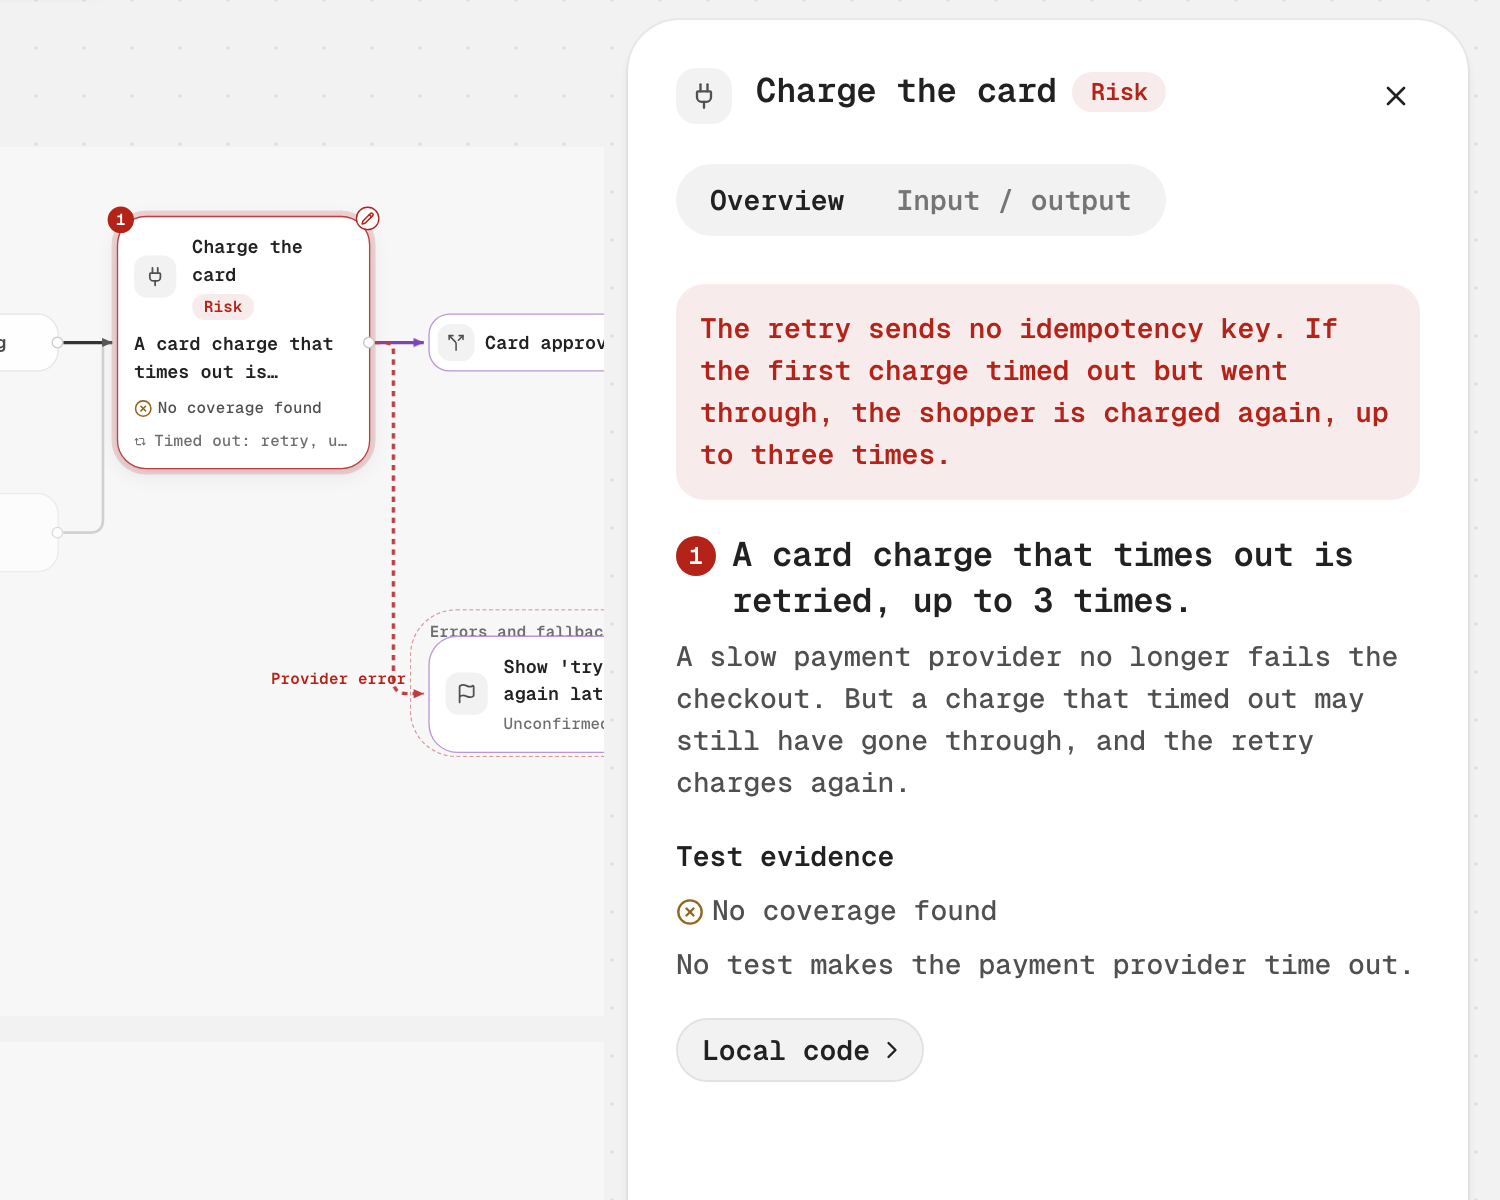 1
Charge the
card
Risk
A card charge that
times out is…
No coverage found
Timed out: retry, u…
g
Card approv
Errors and fallbac
Provider error
Show 'try
again lat
Unconfirmed
Charge the card
Risk
Overview
Input / output
The retry sends no idempotency key. If
the first charge timed out but went
through, the shopper is charged again, up
to three times.
1
A card charge that times out is
retried, up to 3 times.
A slow payment provider no longer fails the
checkout. But a charge that timed out may
still have gone through, and the retry
charges again.
Test evidence
No coverage found
No test makes the payment provider time out.
Local code